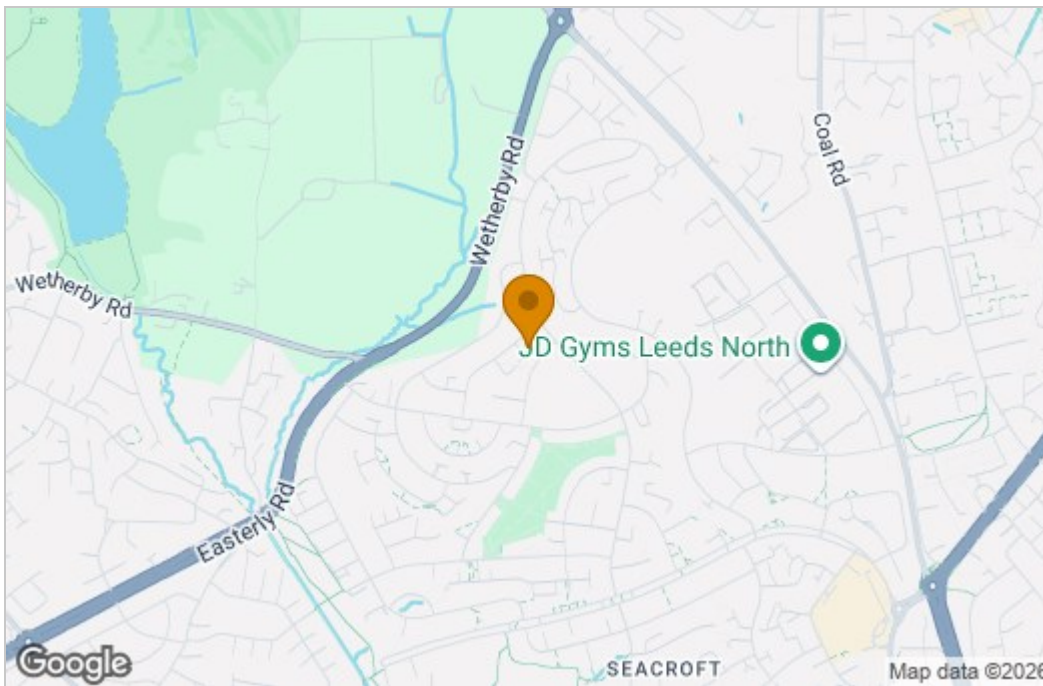 Wetherby Rd
Coal Rd
Wetherby Rd
JD Gyms Leeds North
Easterly Rd
SEACROFT
Google
Map data ©2026